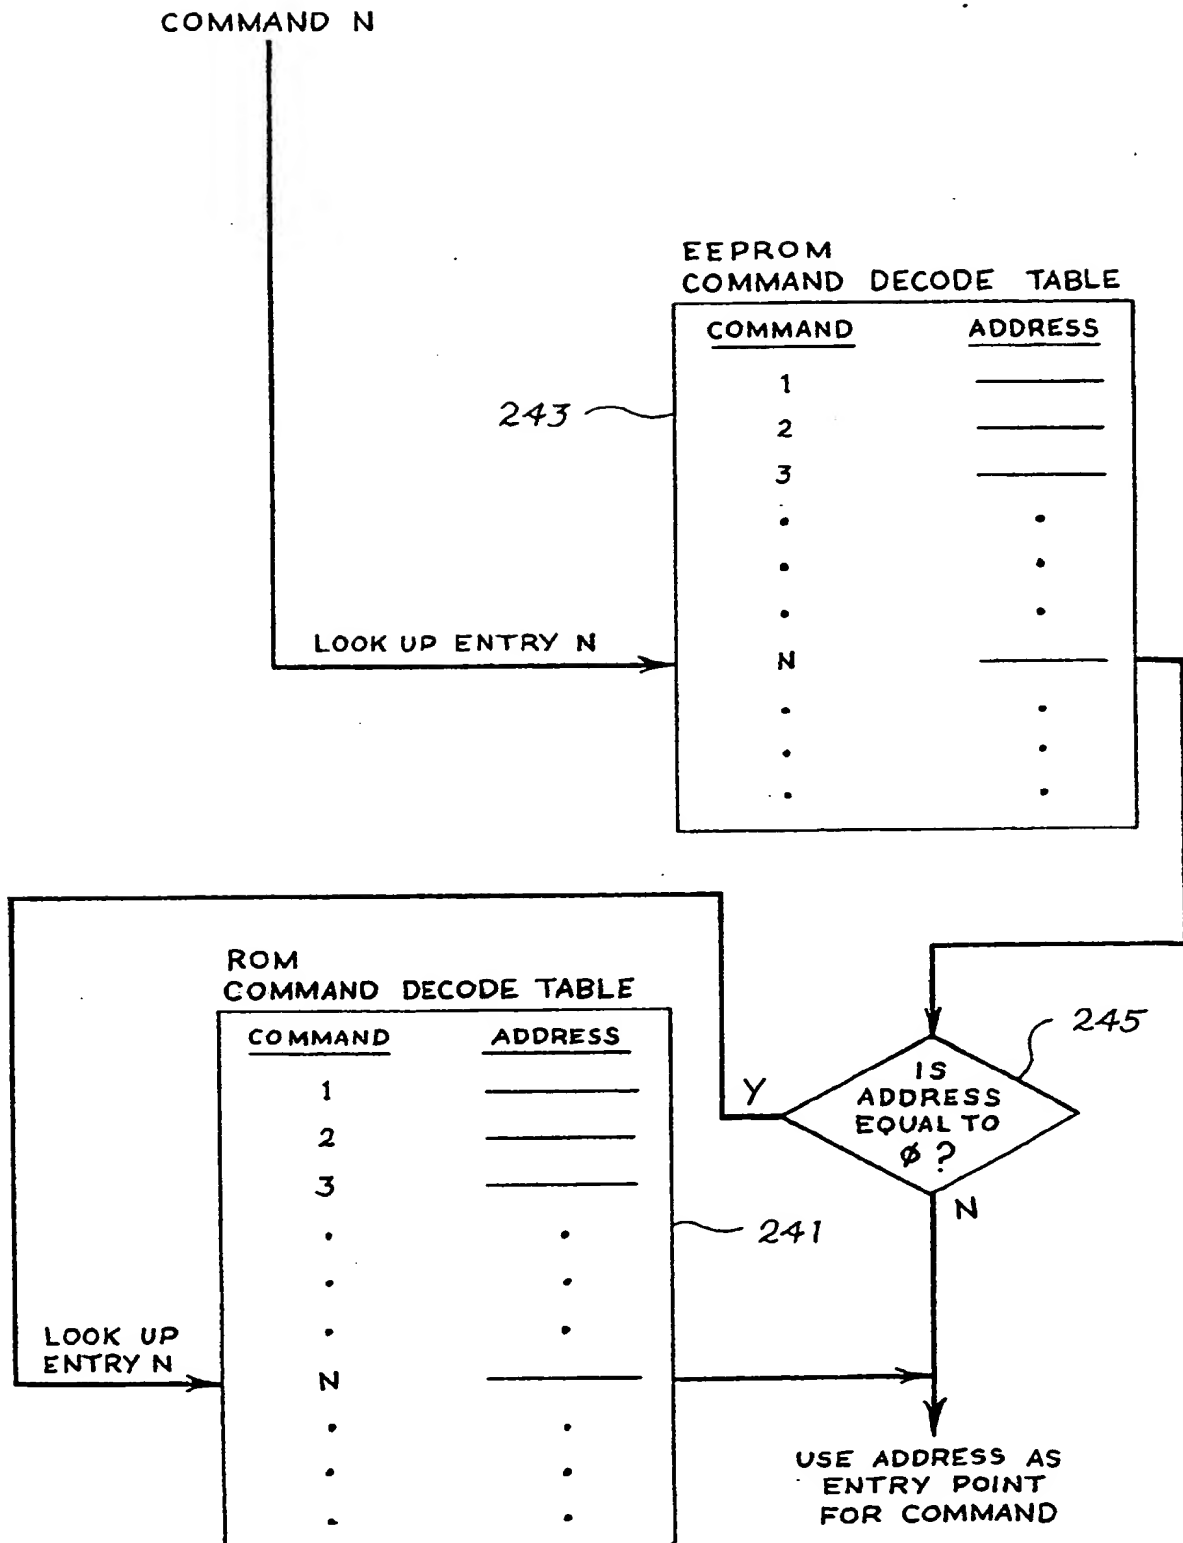 COMMAND N
EEPROM
COMMAND DECODE TABLE
COMMAND ADDRESS
1
2
3
243
LOOK UP ENTRY N
N
ROM
COMMAND DECODE TABLE
COMMAND ADDRESS
1
2
3
241
LOOK UP
ENTRY N
N
IS
ADDRESS
EQUAL TO
ø?
245
Y
N
USE ADDRESS AS
ENTRY POINT
FOR COMMAND